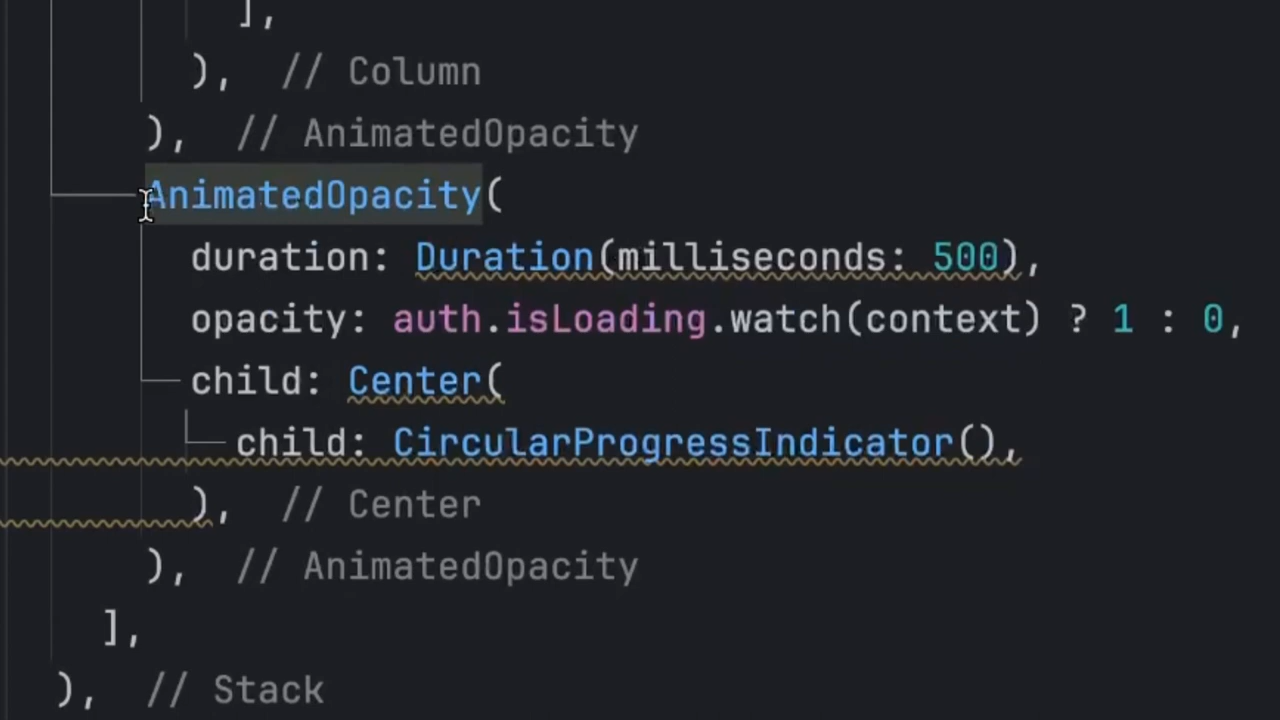 ],
), // Column
), // AnimatedOpacity
AnimatedOpacity(
duration: Duration(milliseconds: 500),
opacity: auth.isLoading.watch(context) ? 1 : 0,
child: Center(
child: CircularProgressIndicator(),
), // Center
), // AnimatedOpacity
],
), // Stack